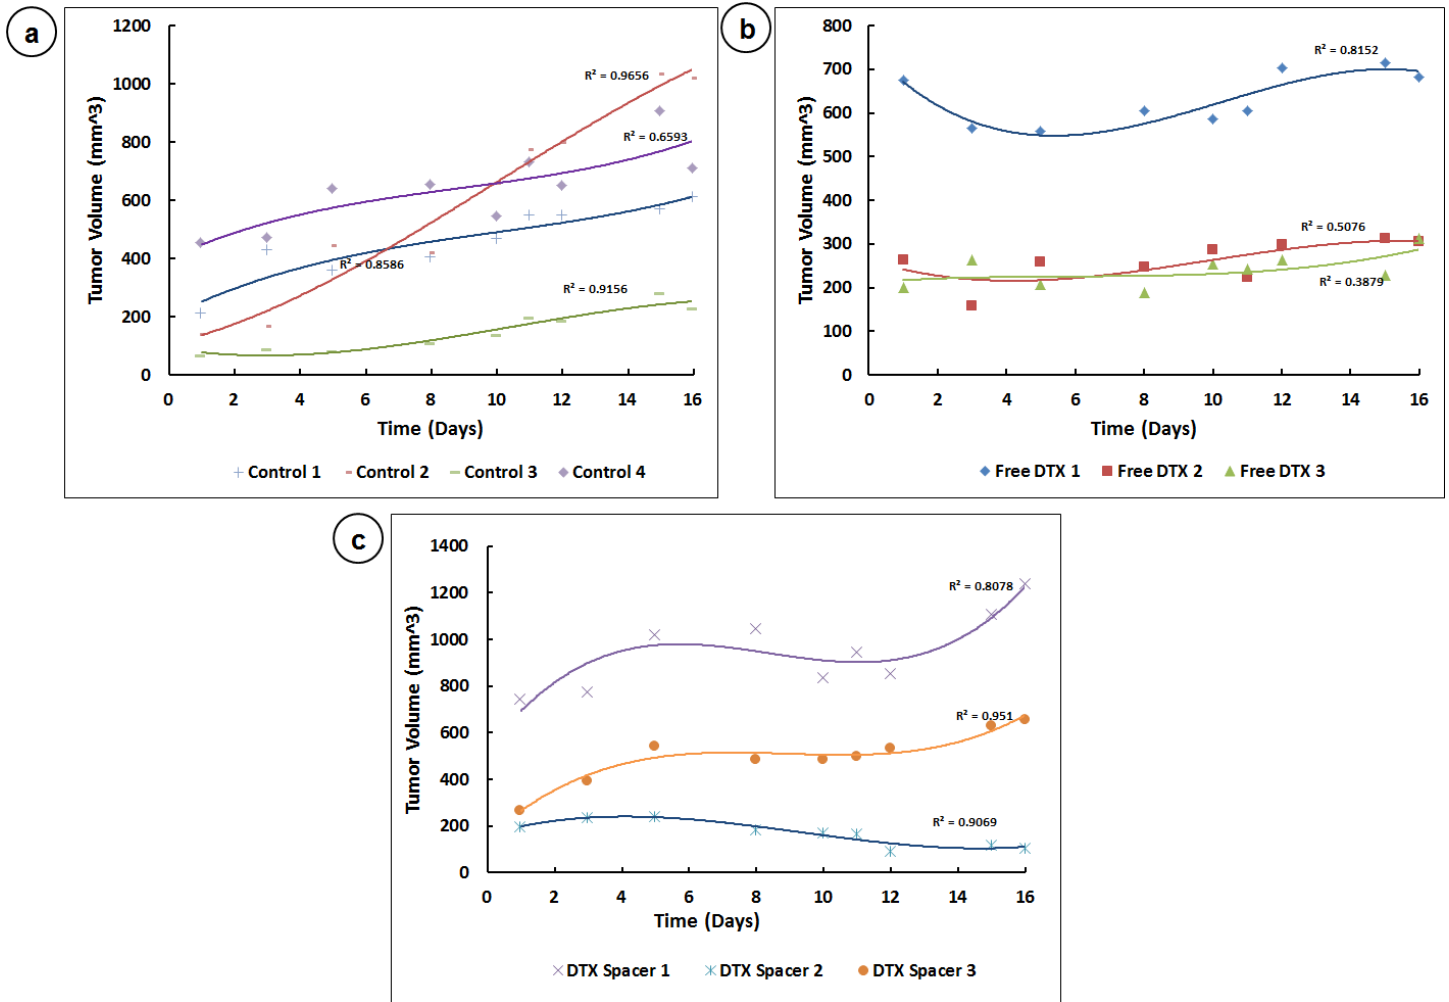 a
1200
1000
800
600
400
200
0
Tumor Volume (mm^3)
R² = 0.9656
R² = 0.6593
R² = 0.8586
R² = 0.9156
0 2 4 6 8 10 12 14 16
Time (Days)
Control 1 Control 2 Control 3 Control 4
b
800
700
600
500
400
300
200
100
0
Tumor Volume (mm^3)
R² = 0.8152
R² = 0.5076
R² = 0.3879
0 2 4 6 8 10 12 14 16
Time (Days)
Free DTX 1 Free DTX 2 Free DTX 3
c
1400
1200
1000
800
600
400
200
0
Tumor Volume (mm^3)
R² = 0.8078
R² = 0.951
R² = 0.9069
0 2 4 6 8 10 12 14 16
Time (Days)
DTX Spacer 1 DTX Spacer 2 DTX Spacer 3